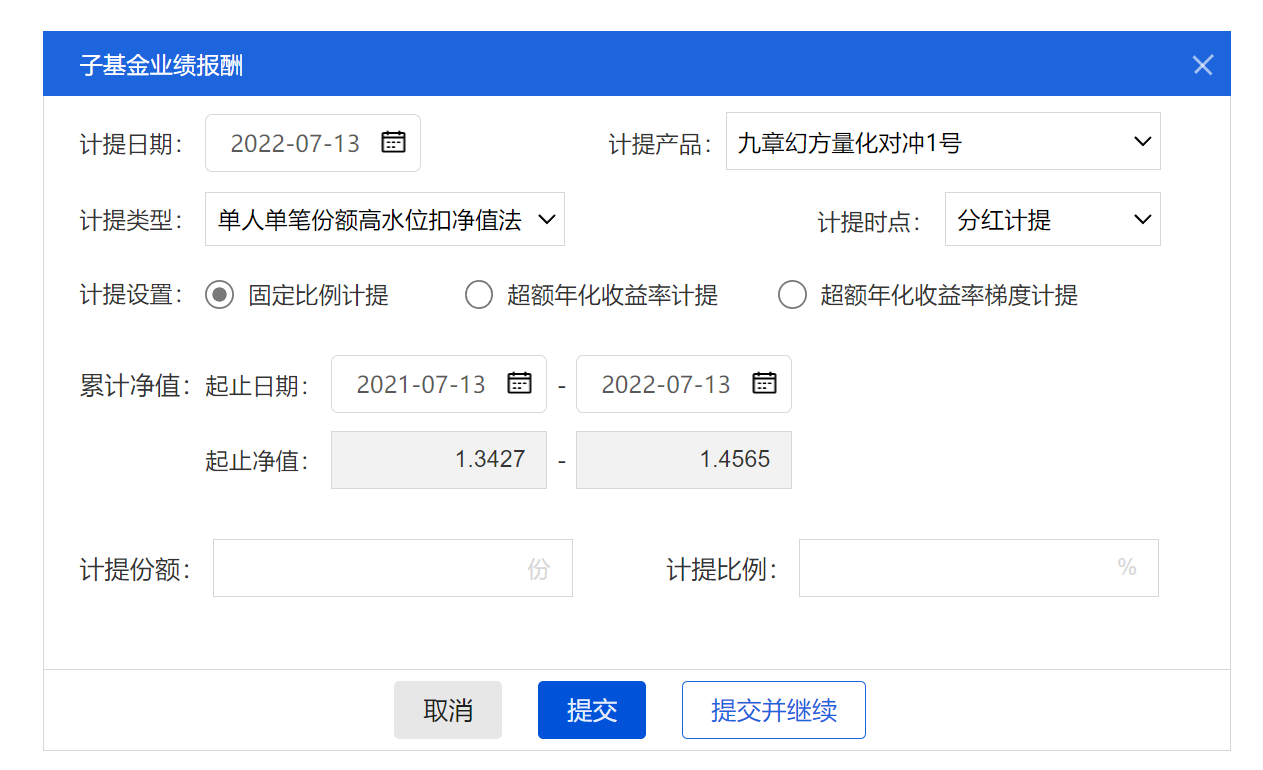 子基金业绩报酬
计提日期： 2022-07-13 计提产品： 九章幻方量化对冲1号
计提类型： 单人单笔份额高水位扣净值法 计提时点： 分红计提
计提设置： 固定比例计提 超额年化收益率计提 超额年化收益率梯度计提
累计净值： 起止日期： 2021-07-13 - 2022-07-13
起止净值： 1.3427 - 1.4565
计提份额： 份 计提比例： %
取消 提交 提交并继续